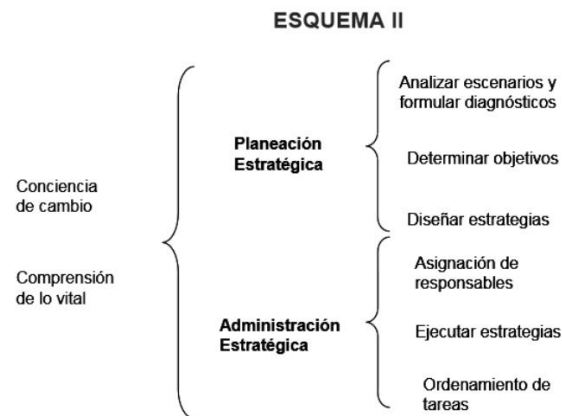 ESQUEMA II
Conciencia
de cambio
Comprensión
de lo vital
Planeación
Estratégica
Analizar escenarios y
formular diagnósticos
Determinar objetivos
Diseñar estrategias
Administración
Estratégica
Asignación de
responsables
Ejecutar estrategias
Ordenamiento de
tareas